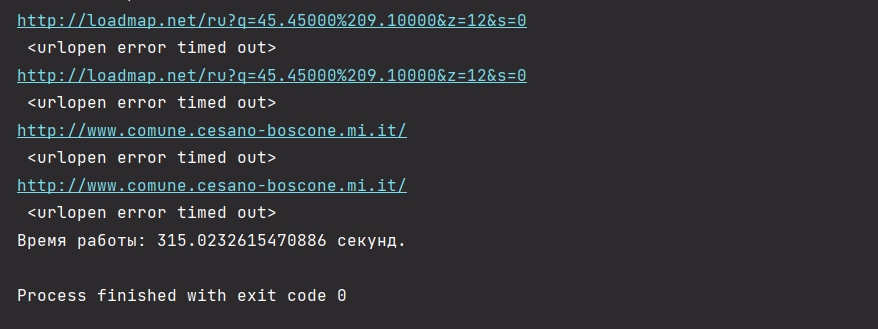 http://loadmap.net/ru?q=45.45000%209.10000&z=12&s=0
<urlopen error timed out>
http://loadmap.net/ru?q=45.45000%209.10000&z=12&s=0
<urlopen error timed out>
http://www.comune.cesano-boscone.mi.it/
<urlopen error timed out>
http://www.comune.cesano-boscone.mi.it/
<urlopen error timed out>
Время работы: 315.0232615470886 секунд.
Process finished with exit code 0